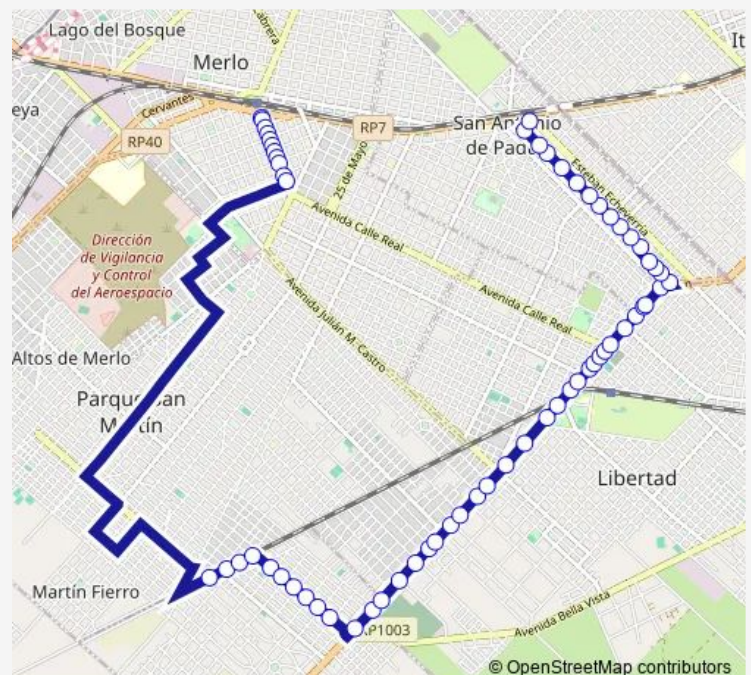 Lago del Bosque
Cabrera
Merlo
It
eya
Cervantes
RP7
San Antonio
de Padua
RP40
25 de Mayo
Esteban Echeverría
Avenida Calle Real
Dirección
de Vigilancia
y Control
del Aeroespacio
Avenida Calle Real
Avenida Julián M. Castro
Altos de Merlo
Parque San
Martín
Libertad
Martín Fierro
RP1003
Avenida Bella Vista
© OpenStreetMap contributors